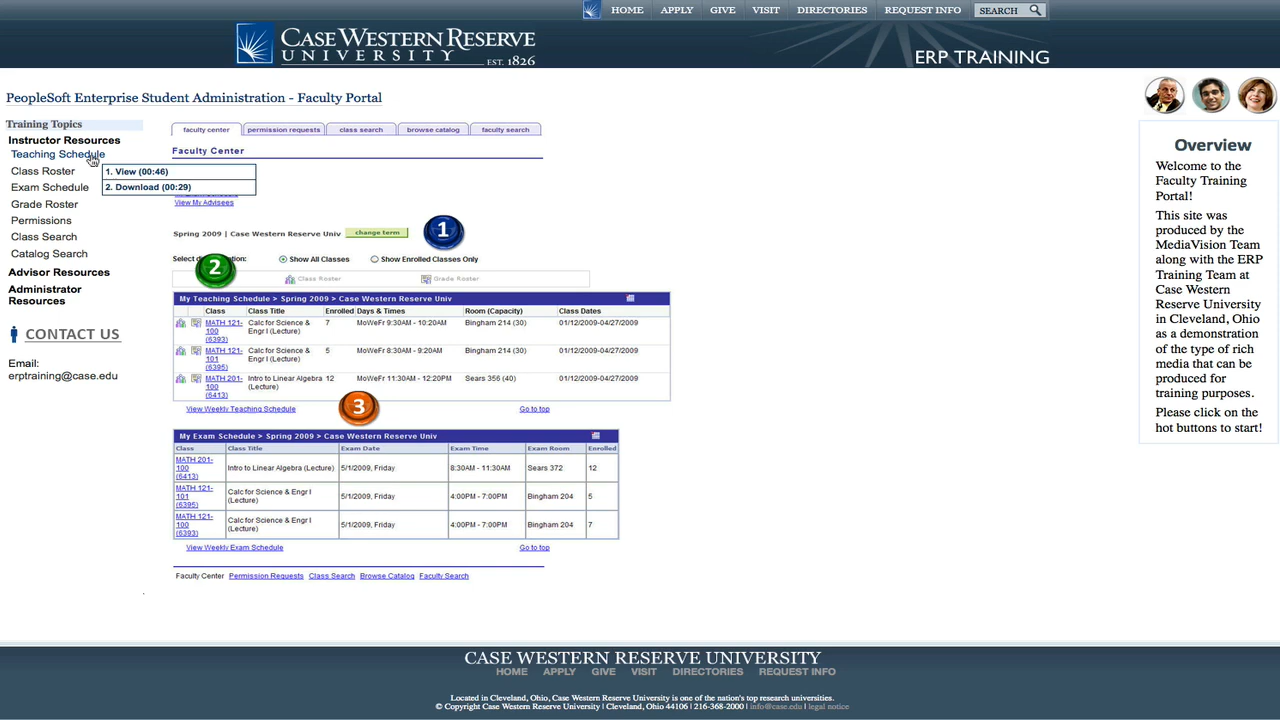 HOME APPLY GIVE VISIT DIRECTORIES REQUEST INFO SEARCH
CASE WESTERN RESERVE
UNIVERSITY EST. 1826
ERP TRAINING
PeopleSoft Enterprise Student Administration - Faculty Portal
Training Topics
Instructor Resources
Teaching Schedule
1. View (00:46)
2. Download (00:29)
Class Roster
Exam Schedule
Grade Roster
Permissions
Class Search
Catalog Search
Advisor Resources
Administrator
Resources
CONTACT US
Email:
erptraining@case.edu
faculty center permission requests class search browse catalog faculty search
Faculty Center
View My Advisees
Spring 2009 | Case Western Reserve Univ change term 1
Show All Classes Show Enrolled Classes Only
2
Class Roster Grade Roster
My Teaching Schedule > Spring 2009 > Case Western Reserve Univ
Class Class Title Enrolled Days & Times Room (Capacity) Class Dates
MATH 121-100 (6393) Calc for Science & Engr I (Lecture) 7 MoWeFr 9:30AM - 10:20AM Bingham 214 (30) 01/12/2009-04/27/2009
MATH 121-101 (6395) Calc for Science & Engr I (Lecture) 5 MoWeFr 8:30AM - 9:20AM Bingham 214 (30) 01/12/2009-04/27/2009
MATH 201-100 (6413) Intro to Linear Algebra (Lecture) 12 MoWeFr 11:30AM - 12:20PM Sears 356 (40) 01/12/2009-04/27/2009
View Weekly Teaching Schedule 3 Go to top
My Exam Schedule > Spring 2009 > Case Western Reserve Univ
Class Class Title Exam Date Exam Time Exam Room Enrolled
MATH 201-100 (6413) Intro to Linear Algebra (Lecture) 5/1/2009, Friday 8:30AM - 11:30AM Sears 372 12
MATH 121-101 (6395) Calc for Science & Engr I (Lecture) 5/1/2009, Friday 4:00PM - 7:00PM Bingham 204 5
MATH 121-100 (6393) Calc for Science & Engr I (Lecture) 5/1/2009, Friday 4:00PM - 7:00PM Bingham 204 7
View Weekly Exam Schedule Go to top
Faculty Center Permission Requests Class Search Browse Catalog Faculty Search
Overview
Welcome to the
Faculty Training
Portal!
This site was
produced by the
MediaVision Team
along with the ERP
Training Team at
Case Western
Reserve University
in Cleveland, Ohio
as a demonstration
of the type of rich
media that can be
produced for
training purposes.
Please click on the
hot buttons to start!
CASE WESTERN RESERVE UNIVERSITY
HOME APPLY GIVE VISIT DIRECTORIES REQUEST INFO
Located in Cleveland, Ohio, Case Western Reserve University is one of the nation's top research universities.
© Copyright Case Western Reserve University | Cleveland, Ohio 44106 | 216-368-2000 | info@case.edu | legal notice